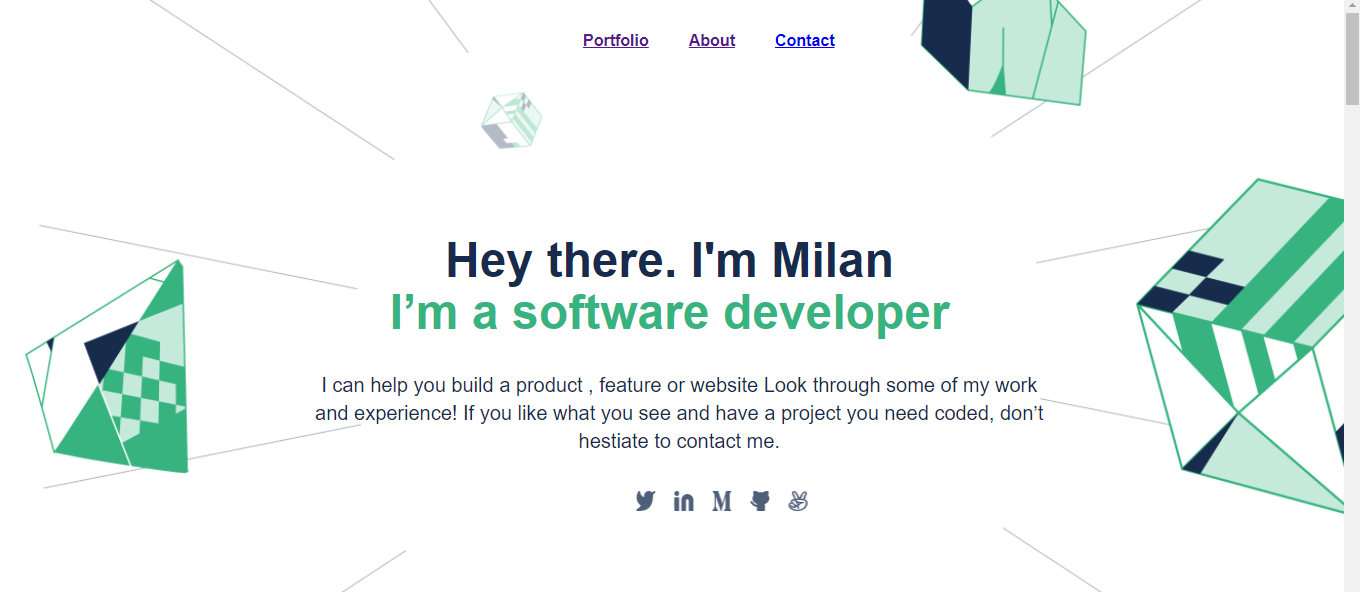 Portfolio About Contact
Hey there. I'm Milan
I’m a software developer
I can help you build a product , feature or website Look through some of my work
and experience! If you like what you see and have a project you need coded, don’t
hestiate to contact me.